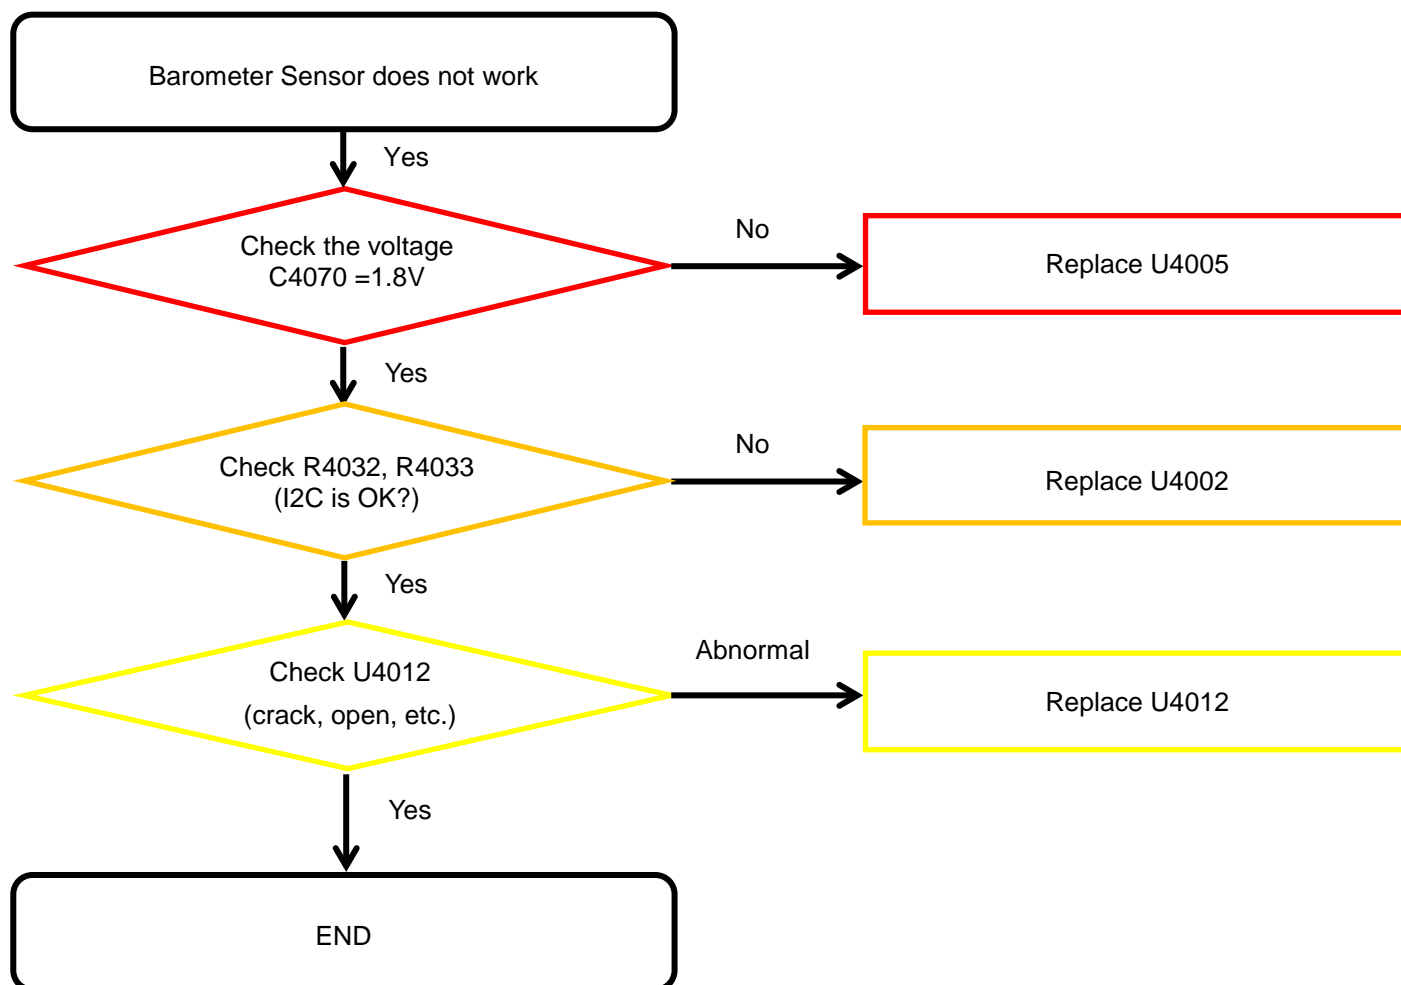 Barometer Sensor does not work
Yes
Check the voltage
C4070 =1.8V
No
Replace U4005
Yes
Check R4032, R4033
(I2C is OK?)
No
Replace U4002
Yes
Check U4012
(crack, open, etc.)
Abnormal
Replace U4012
Yes
END